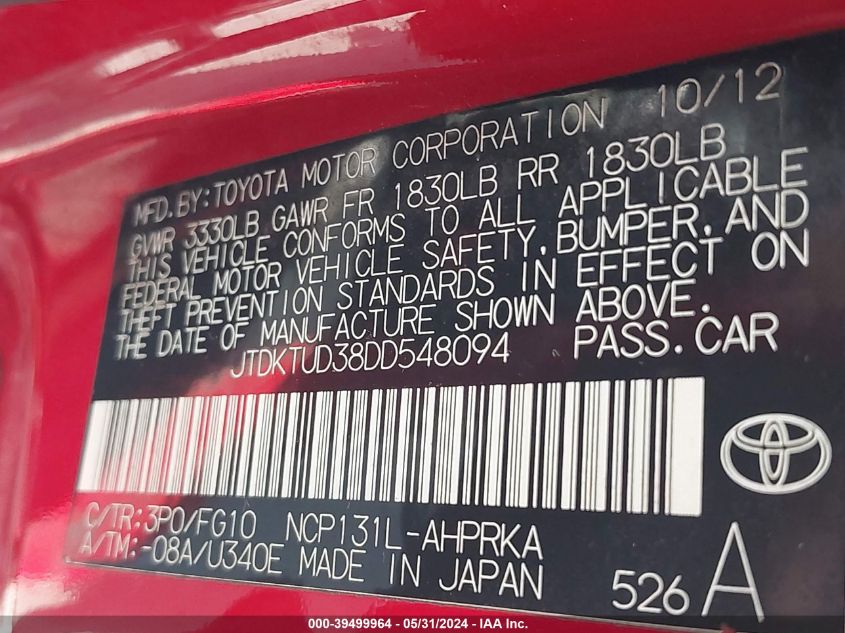 MFD. BY: TOYOTA MOTOR CORPORATION 10/12
GVWR 3330LB GAWR FR 1830LB RR 1830LB
THIS VEHICLE CONFORMS TO ALL APPLICABLE
FEDERAL MOTOR VEHICLE SAFETY, BUMPER, AND
THEFT PREVENTION STANDARDS IN EFFECT ON
THE DATE OF MANUFACTURE SHOWN ABOVE.
JTDKTUD38DD548094 PASS. CAR
C/TR: 3P0/FG10 NCP131L-AHPRKA
A/TM: -08A/U340E MADE IN JAPAN
526 A
000-39499964 - 05/31/2024 - IAA, Inc.